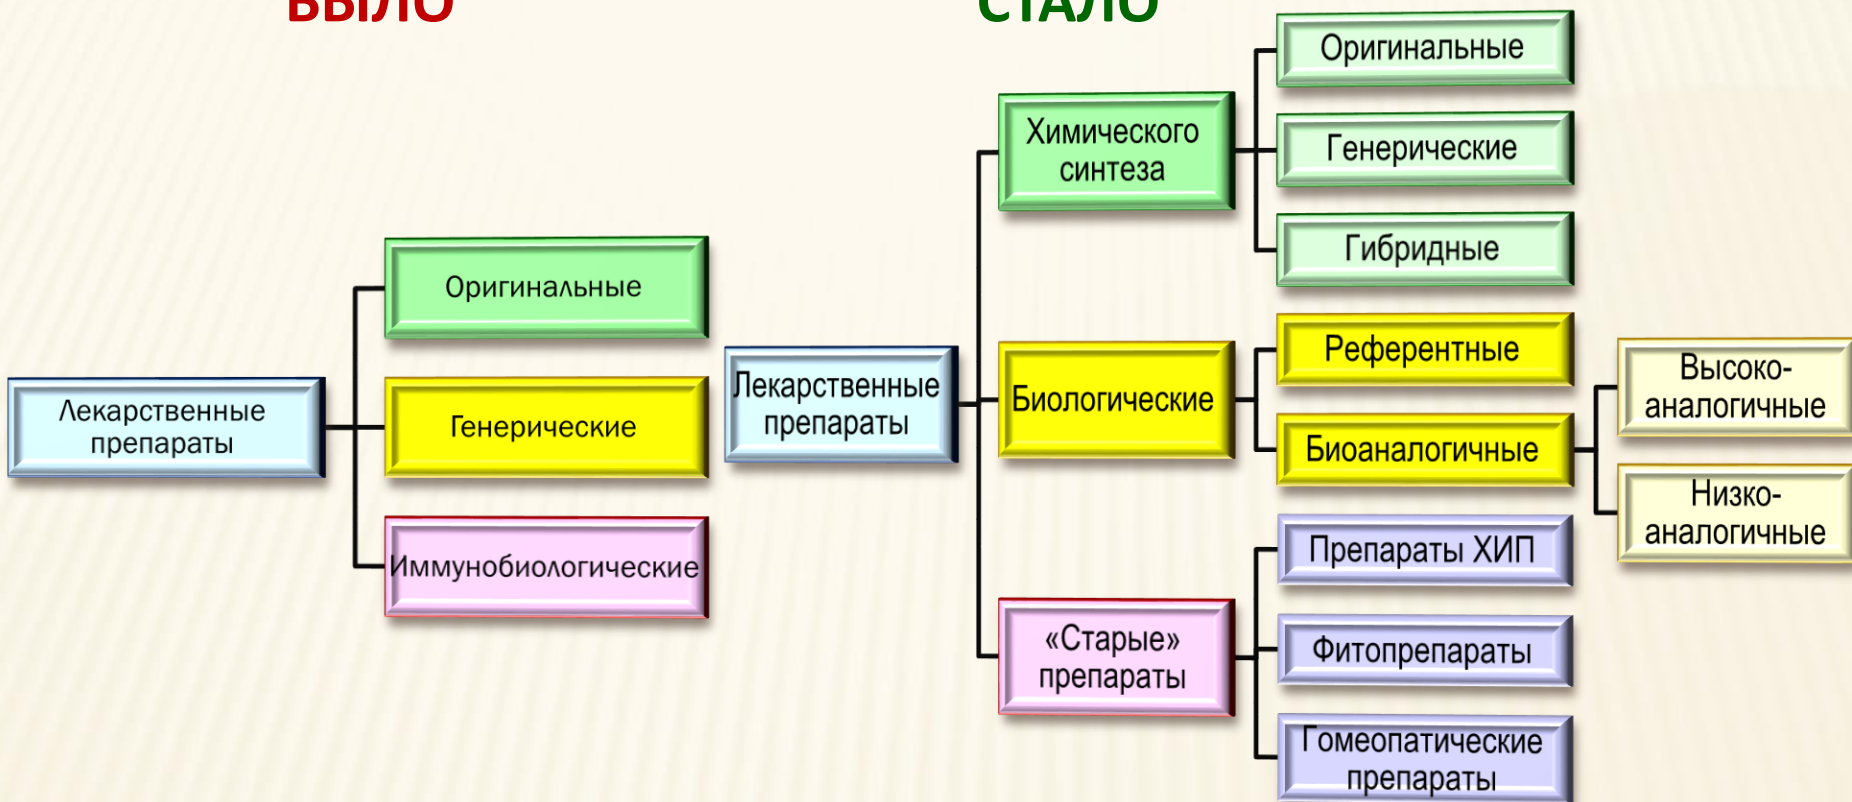 БЫЛО
СТАЛО
Лекарственные
препараты
Оригинальные
Генерические
Иммунобиологические
Лекарственные
препараты
Химического
синтеза
Оригинальные
Генерические
Гибридные
Биологические
Референтные
Биоаналогичные
Высоко-
аналогичные
Низко-
аналогичные
«Старые»
препараты
Препараты ХИП
Фитопрепараты
Гомеопатические
препараты